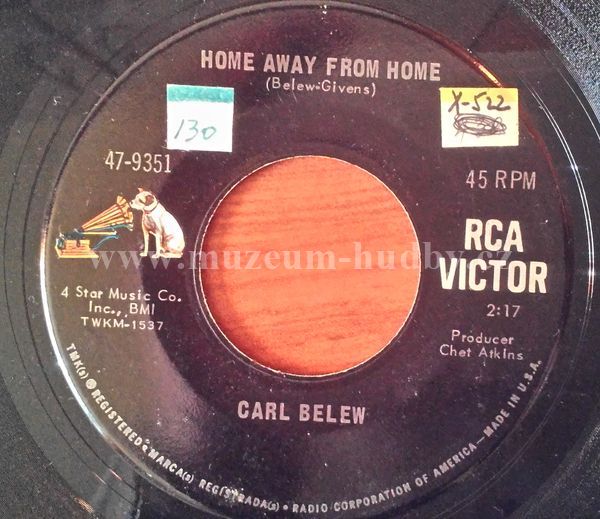 HOME AWAY FROM HOME
(Belew-Givens)
130
X-522
47-9351
45 RPM
RCA
VICTOR
www.muzeum-hudby.cz
4 Star Music Co.
Inc., BMI
TWKM-1537
2:17
Producer
Chet Atkins
CARL BELEW
TMK(s) ® REGISTERED • MARCA(s) REGISTRADA(s) • RADIO CORPORATION OF AMERICA—MADE IN U.S.A.